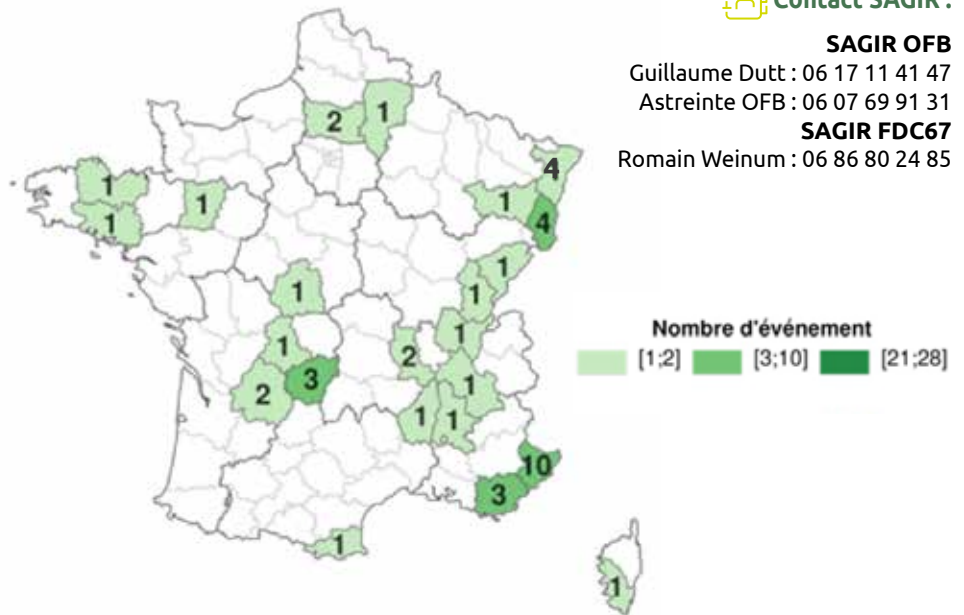 Contact SAGIR :
SAGIR OFB
Guillaume Dutt : 06 17 11 41 47
Astreinte OFB : 06 07 69 91 31
SAGIR FDC67
Romain Weinum : 06 86 80 24 85
2
1
4
1
1
4
1
1
1
1
1
1
1
2
3
2
1
1
1
10
3
1
1
Nombre d'événement
[1;2] [3;10] [21;28]